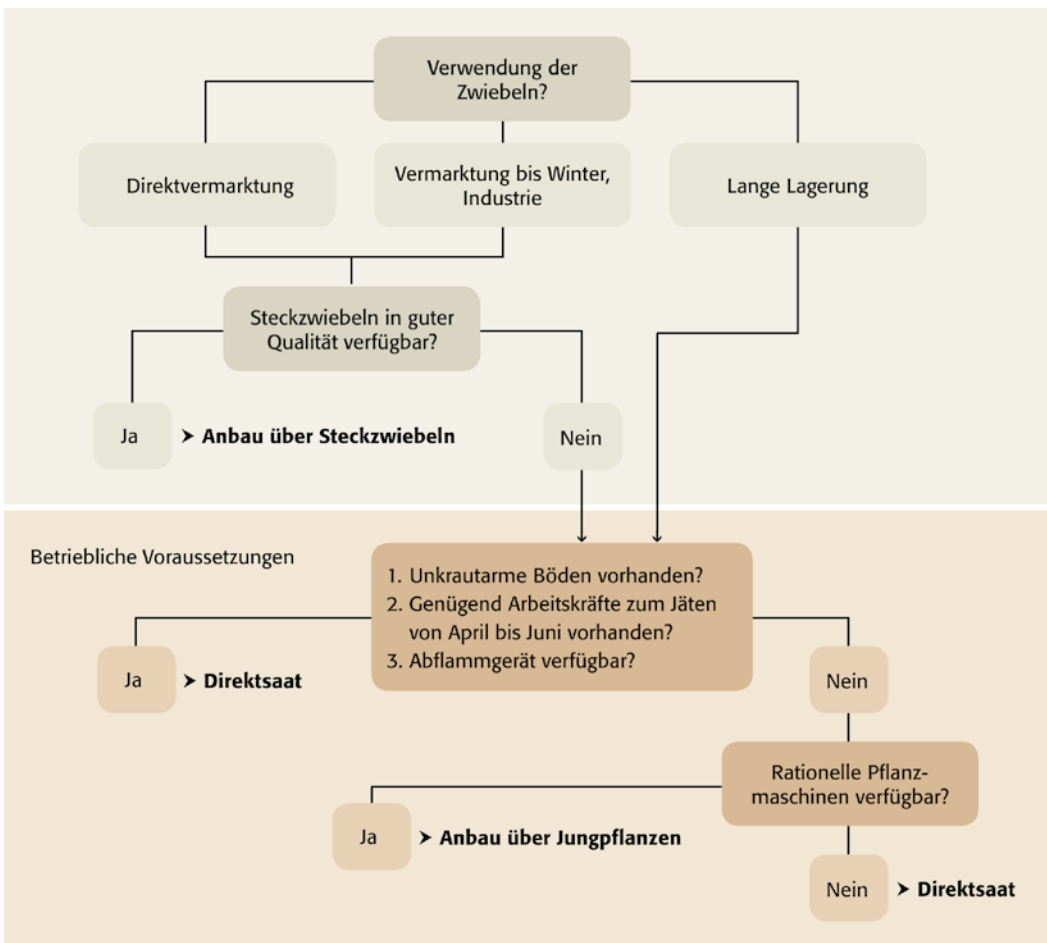 Verwendung der
Zwiebeln?
Direktvermarktung
Vermarktung bis Winter,
Industrie
Lange Lagerung
Steckzwiebeln in guter
Qualität verfügbar?
Ja
➤ Anbau über Steckzwiebeln
Nein
Betriebliche Voraussetzungen
1. Unkrautarme Böden vorhanden?
2. Genügend Arbeitskräfte zum Jäten
von April bis Juni vorhanden?
3. Abflammgerät verfügbar?
Ja
➤ Direktsaat
Nein
Rationelle Pflanz-
maschinen verfügbar?
Ja
➤ Anbau über Jungpflanzen
Nein
➤ Direktsaat